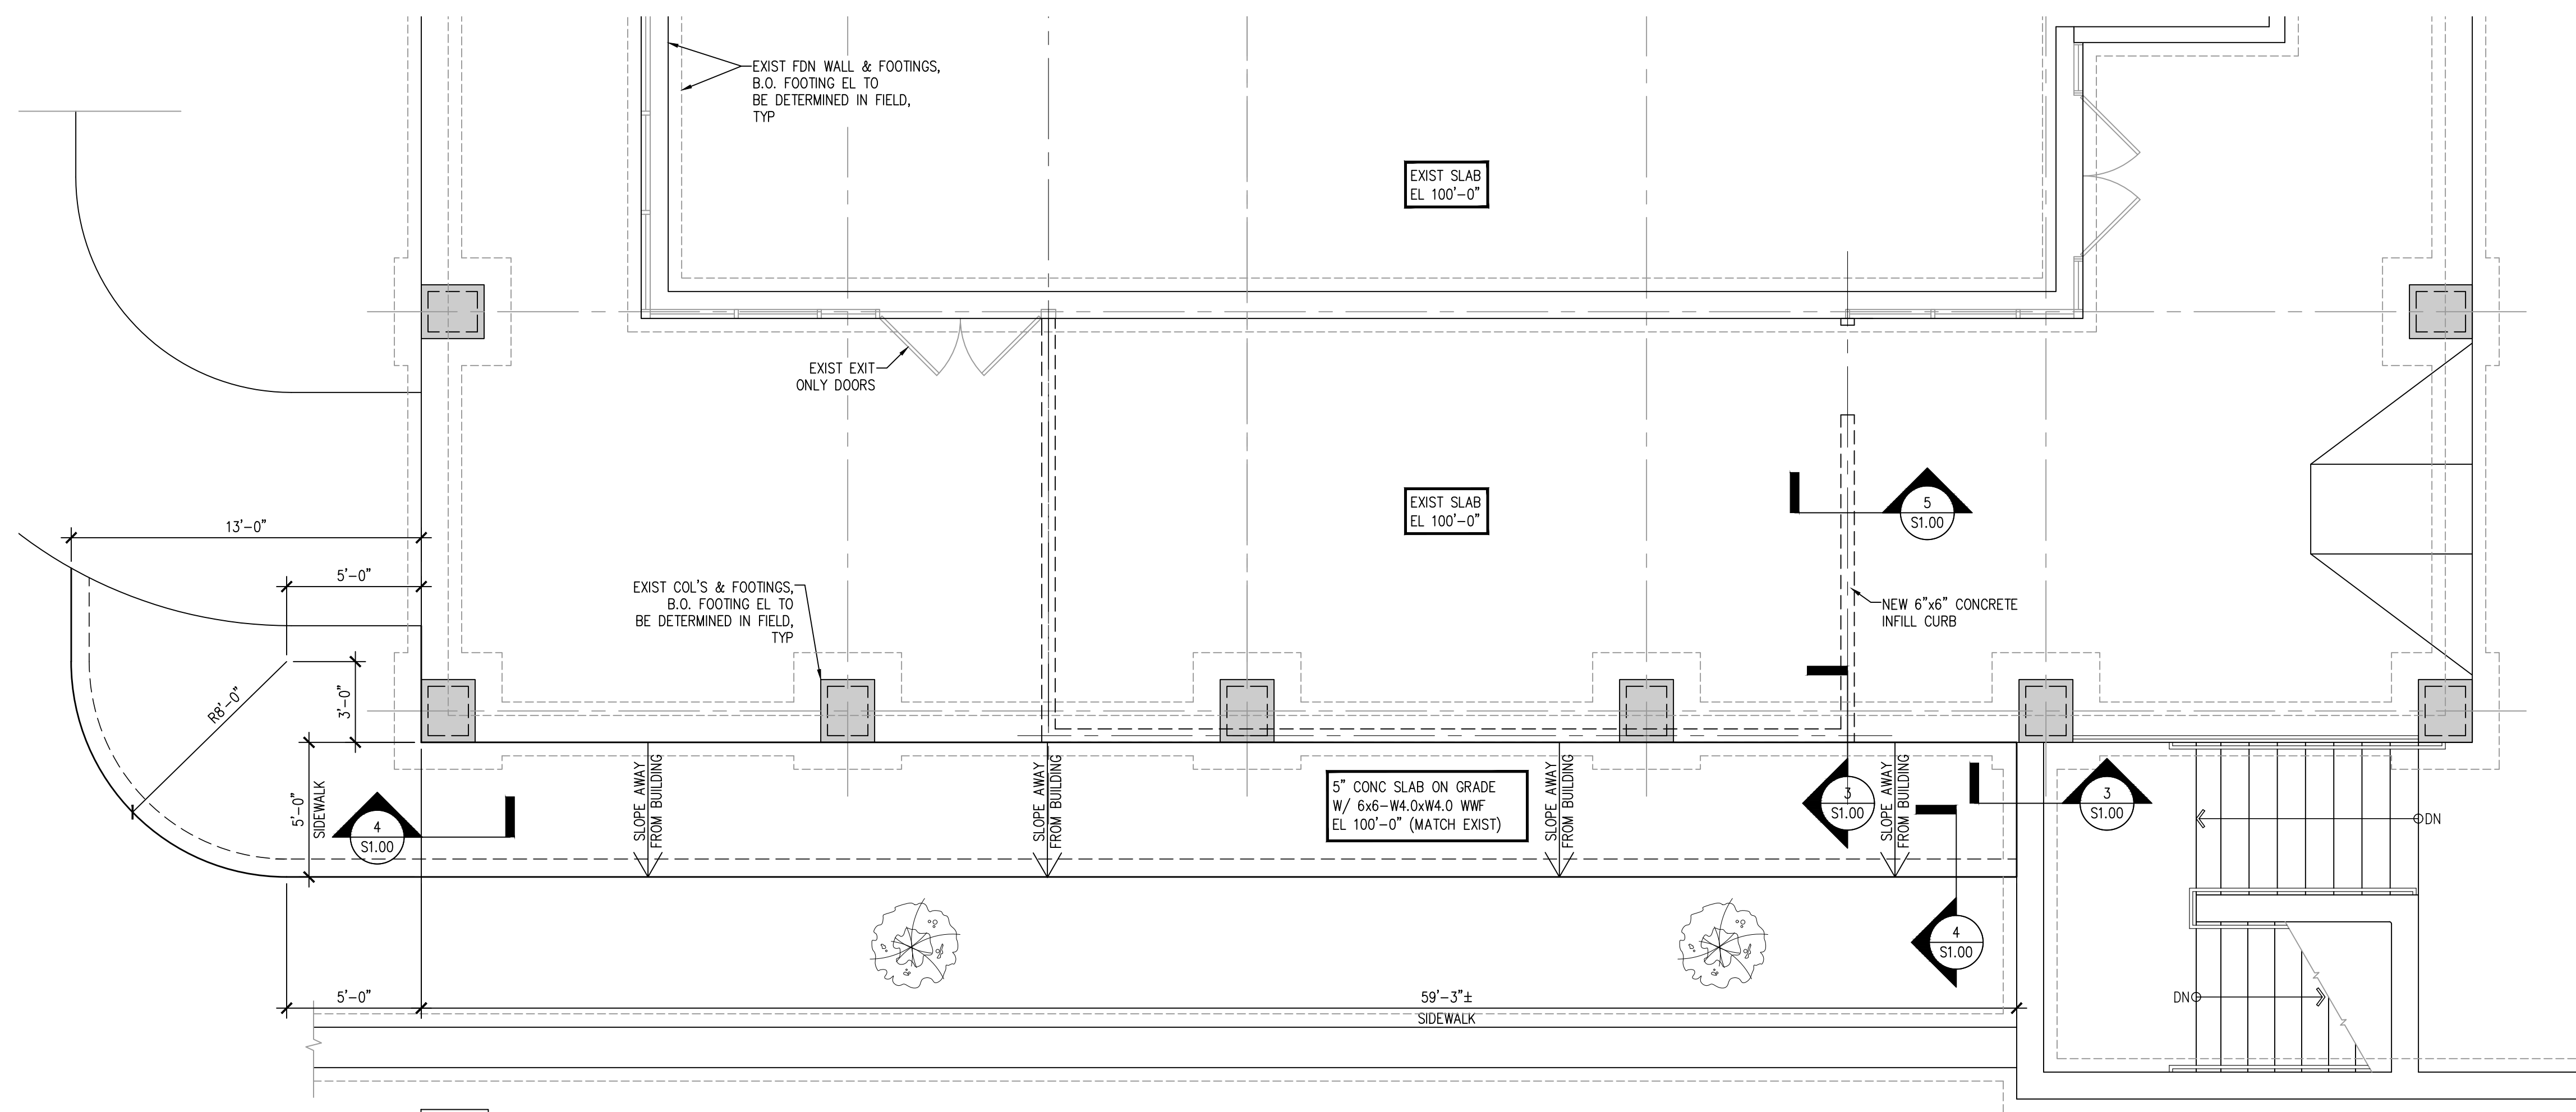 EXIST FDN WALL & FOOTINGS,
B.O. FOOTING EL TO
BE DETERMINED IN FIELD,
TYP
EXIST SLAB
EL 100'-0"
EXIST EXIT
ONLY DOORS
EXIST SLAB
EL 100'-0"
5
S1.00
13'-0"
5'-0"
EXIST COL'S & FOOTINGS,
B.O. FOOTING EL TO
BE DETERMINED IN FIELD,
TYP
NEW 6"x6" CONCRETE
INFILL CURB
R8'-0"
3'-0"
5'-0"
SIDEWALK
4
S1.00
SLOPE AWAY
FROM BUILDING
SLOPE AWAY
FROM BUILDING
5" CONC SLAB ON GRADE
W/ 6x6-W4.0xW4.0 WWF
EL 100'-0" (MATCH EXIST)
SLOPE AWAY
FROM BUILDING
3
S1.00
SLOPE AWAY
FROM BUILDING
3
S1.00
DN
4
S1.00
DN
5'-0"
59'-3"±
SIDEWALK